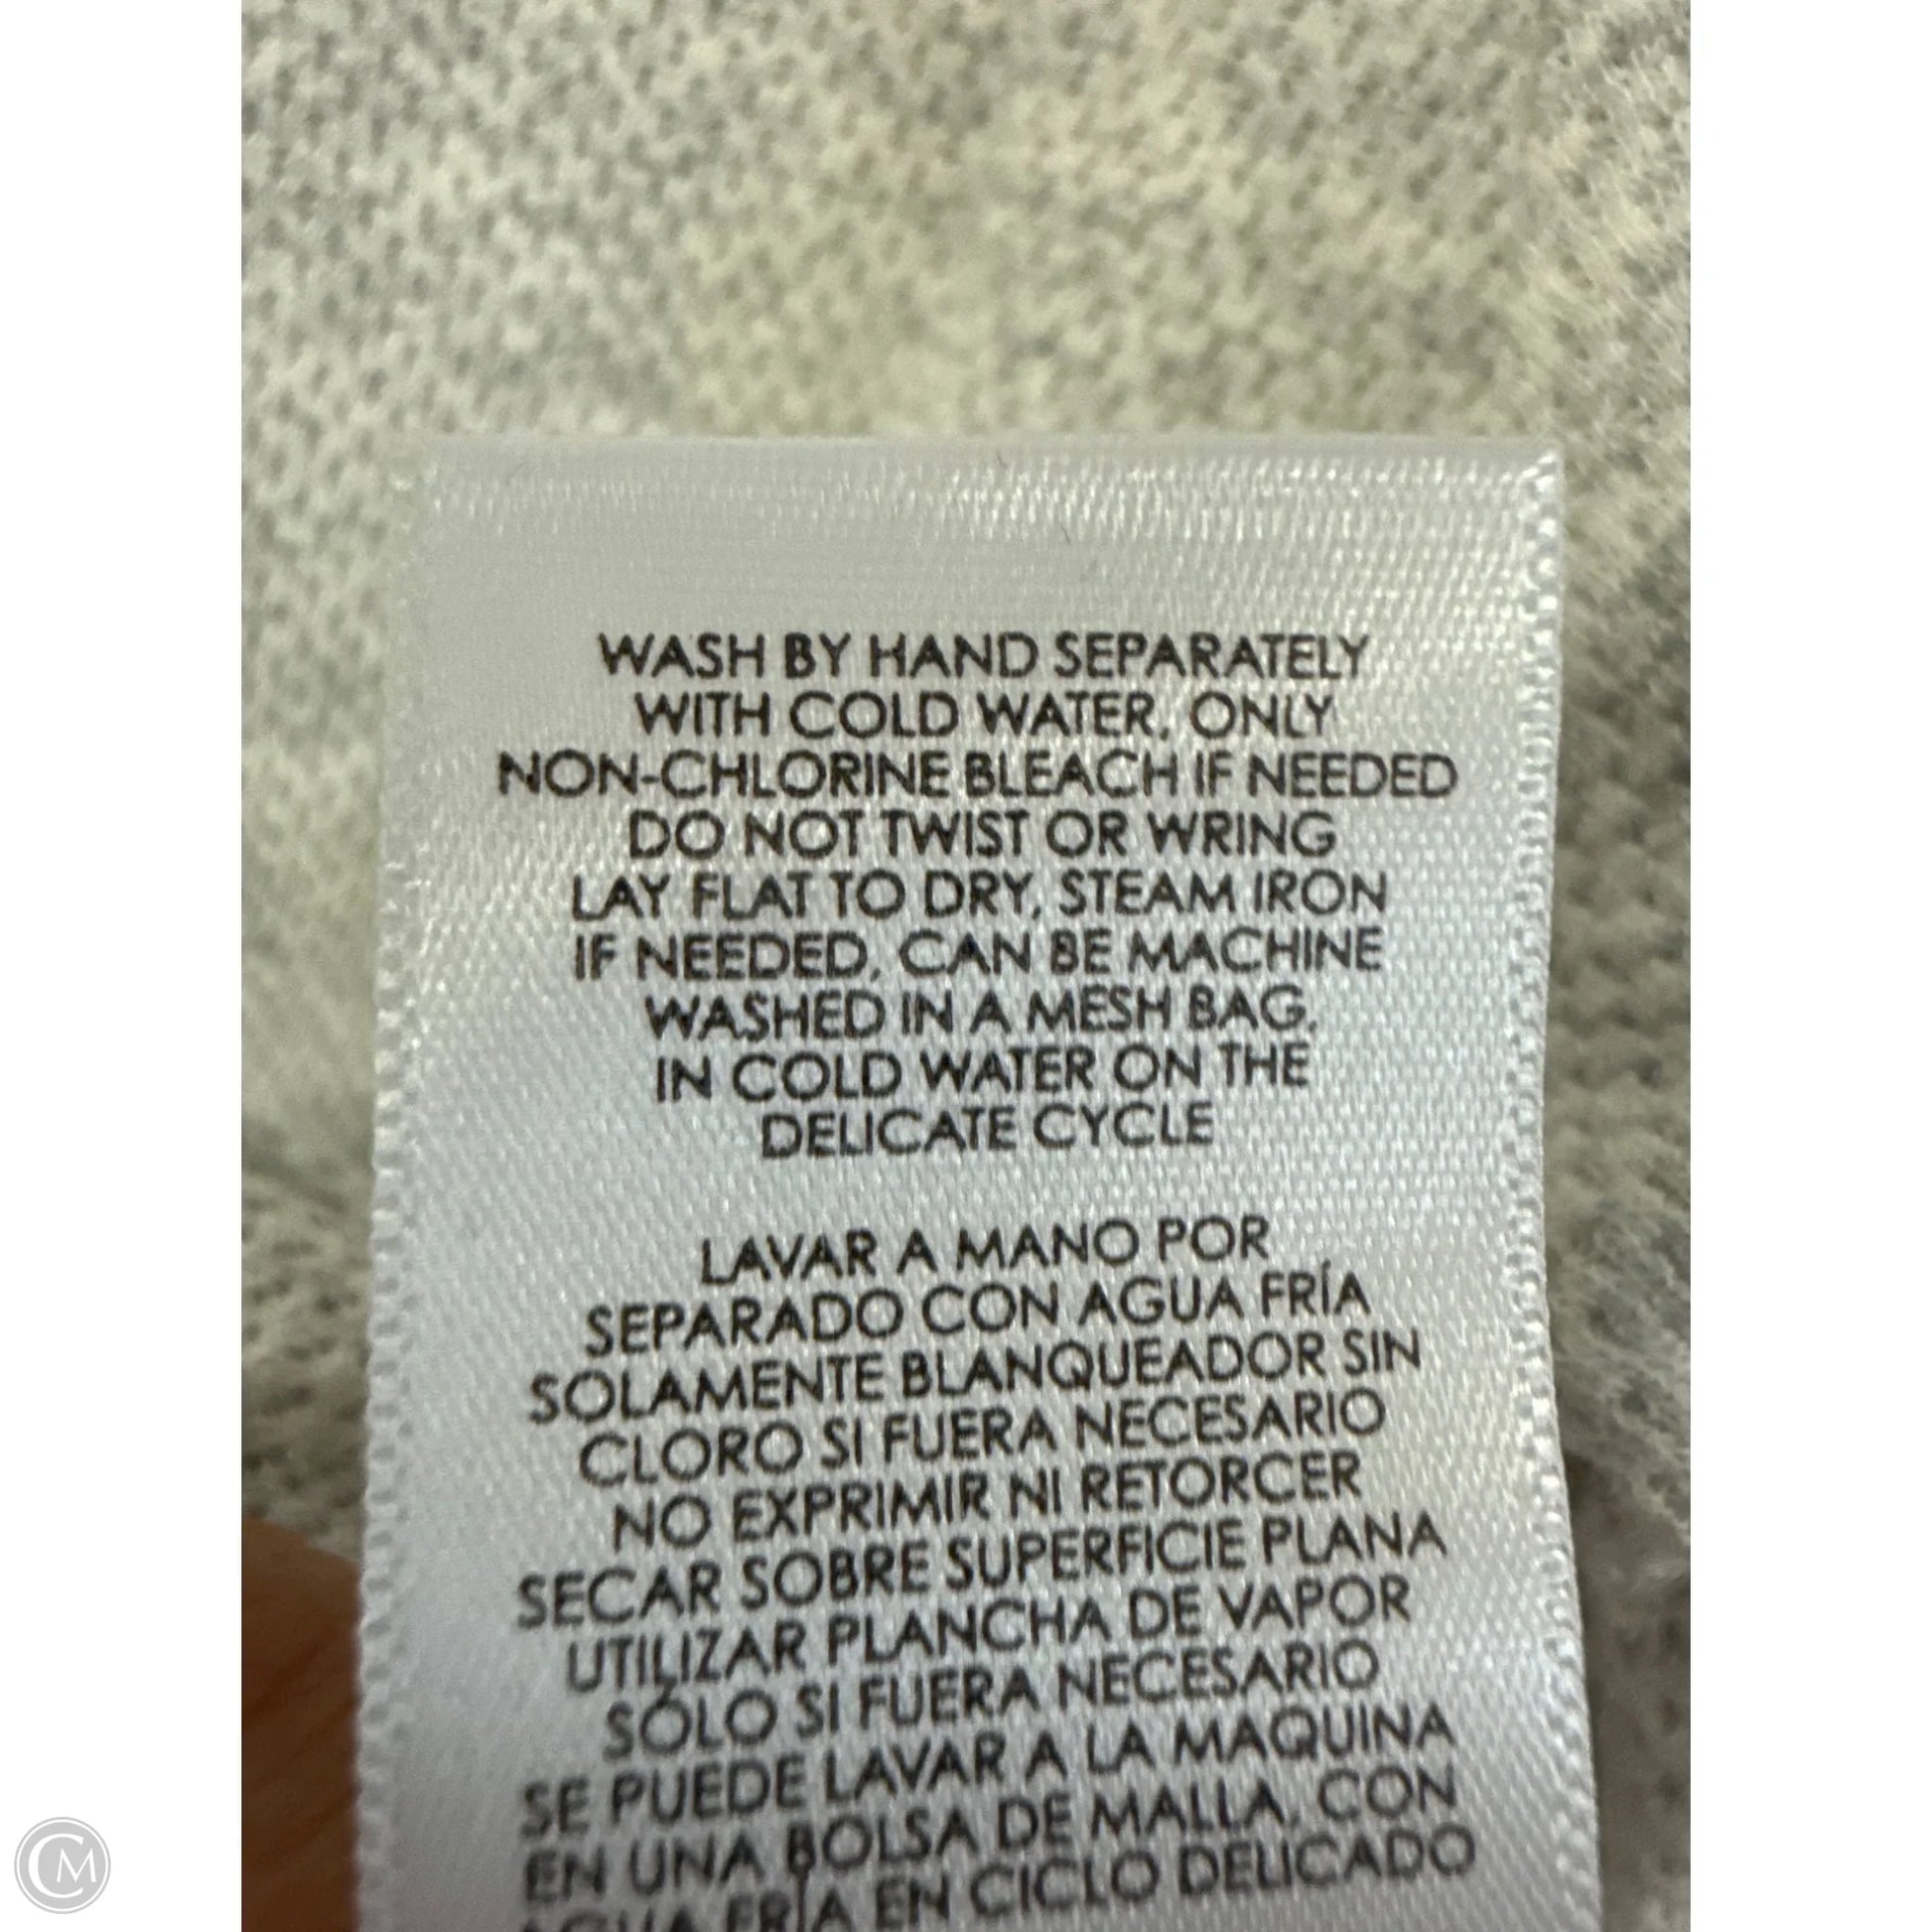 WASH BY HAND SEPARATELY
WITH COLD WATER, ONLY
NON-CHLORINE BLEACH IF NEEDED
DO NOT TWIST OR WRING
LAY FLAT TO DRY, STEAM IRON
IF NEEDED, CAN BE MACHINE
WASHED IN A MESH BAG,
IN COLD WATER ON THE
DELICATE CYCLE
LAVAR A MANO POR
SEPARADO CON AGUA FRÍA
SOLAMENTE BLANQUEADOR SIN
CLORO SI FUERA NECESARIO
NO EXPRIMIR NI RETORCER
SECAR SOBRE SUPERFICIE PLANA
UTILIZAR PLANCHA DE VAPOR
SÓLO SI FUERA NECESARIO
SE PUEDE LAVAR A LA MAQUINA
EN UNA BOLSA DE MALLA, CON
AGUA FRÍA EN CICLO DELICADO
CM